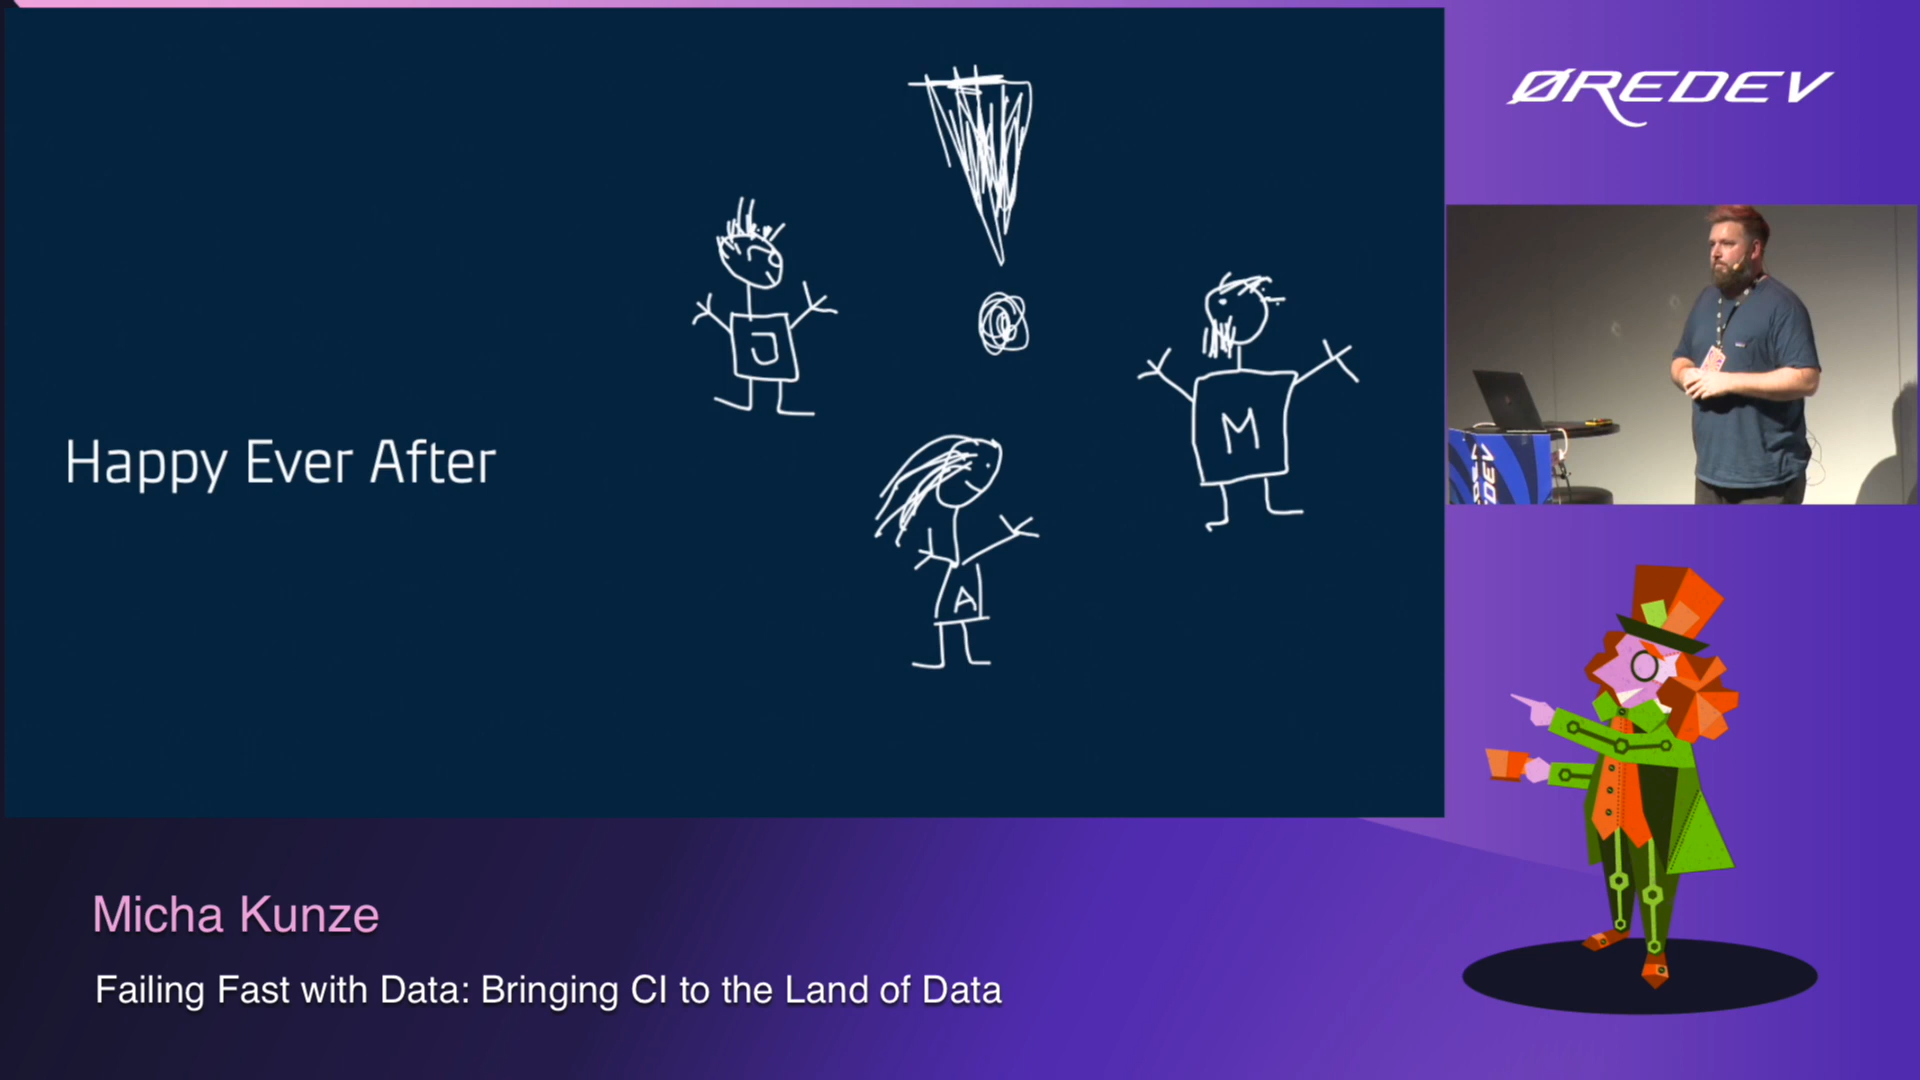 ØREDEV
J
M
Happy Ever After
A
Micha Kunze
Failing Fast with Data: Bringing CI to the Land of Data